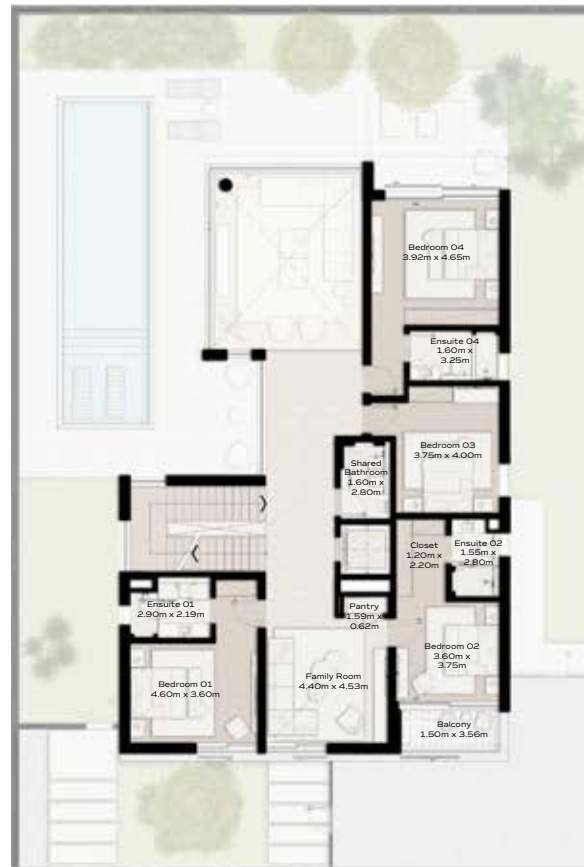 Bedroom 04
3.92m x 4.65m
Ensuite 04
1.60m x
3.25m
Bedroom 03
3.75m x 4.00m
Shared
Bathroom
1.60m x
2.80m
Closet
1.20m x
2.20m
Ensuite 02
1.55m x
2.80m
Ensuite 01
2.90m x 2.19m
Pantry
1.59m x
0.62m
Bedroom 02
3.60m x
3.75m
Family Room
4.40m x 4.53m
Bedroom 01
4.60m x 3.60m
Balcony
1.50m x 3.56m